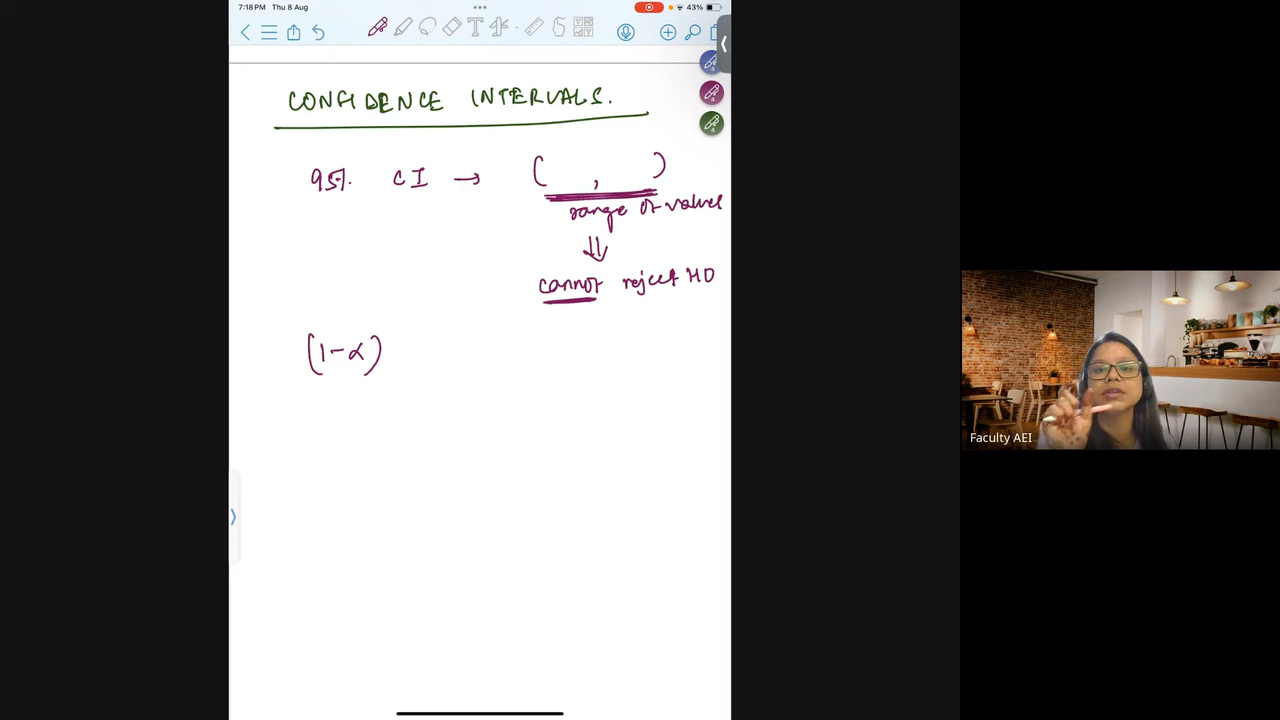 7:18 PM Thu 8 Aug
43%
CONFIDENCE INTERVALS.
95%. CI → ( , )
range of values
⇓
cannot reject H0
(1-α)
Faculty AEI